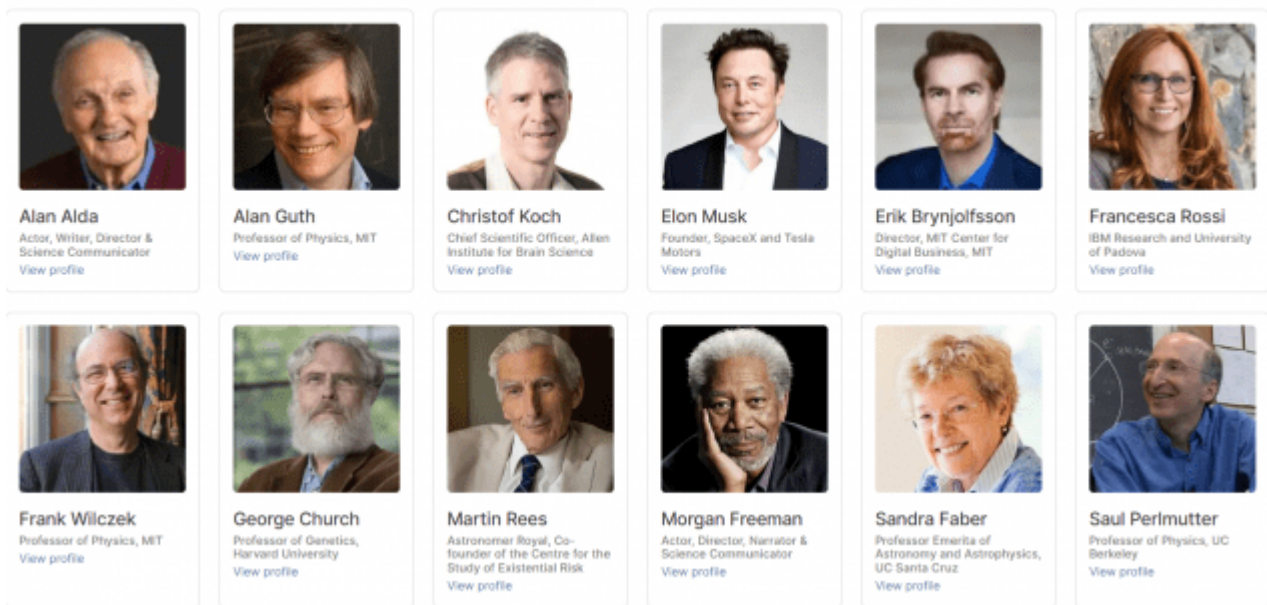 Alan Alda
Actor, Writer, Director &
Science Communicator
View profile
Alan Guth
Professor of Physics, MIT
View profile
Christof Koch
Chief Scientific Officer, Allen
Institute for Brain Science
View profile
Elon Musk
Founder, SpaceX and Tesla
Motors
View profile
Erik Brynjolfsson
Director, MIT Center for
Digital Business, MIT
View profile
Francesca Rossi
IBM Research and University
of Padova
View profile
Frank Wilczek
Professor of Physics, MIT
View profile
George Church
Professor of Genetics,
Harvard University
View profile
Martin Rees
Astronomer Royal, Co-
founder of the Centre for the
Study of Existential Risk
View profile
Morgan Freeman
Actor, Director, Narrator &
Science Communicator
View profile
Sandra Faber
Professor Emerita of
Astronomy and Astrophysics,
UC Santa Cruz
View profile
Saul Perlmutter
Professor of Physics, UC
Berkeley
View profile